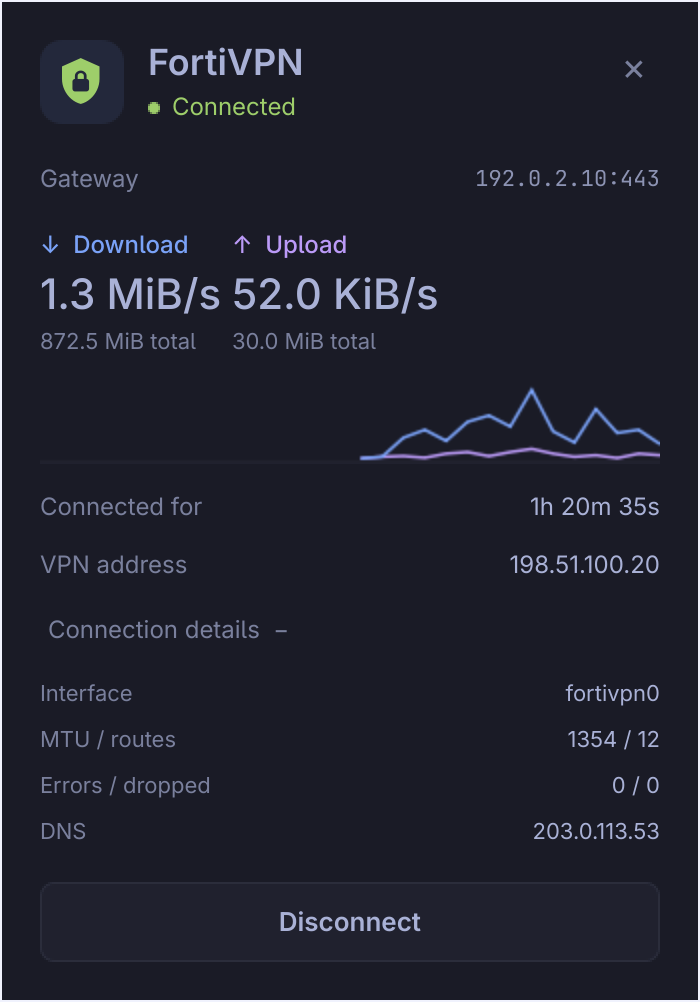 FortiVPN
Connected
Gateway 192.0.2.10:443
↓ Download ↑ Upload
1.3 MiB/s 52.0 KiB/s
872.5 MiB total 30.0 MiB total
Connected for 1h 20m 35s
VPN address 198.51.100.20
Connection details –
Interface fortivpn0
MTU / routes 1354 / 12
Errors / dropped 0 / 0
DNS 203.0.113.53
Disconnect